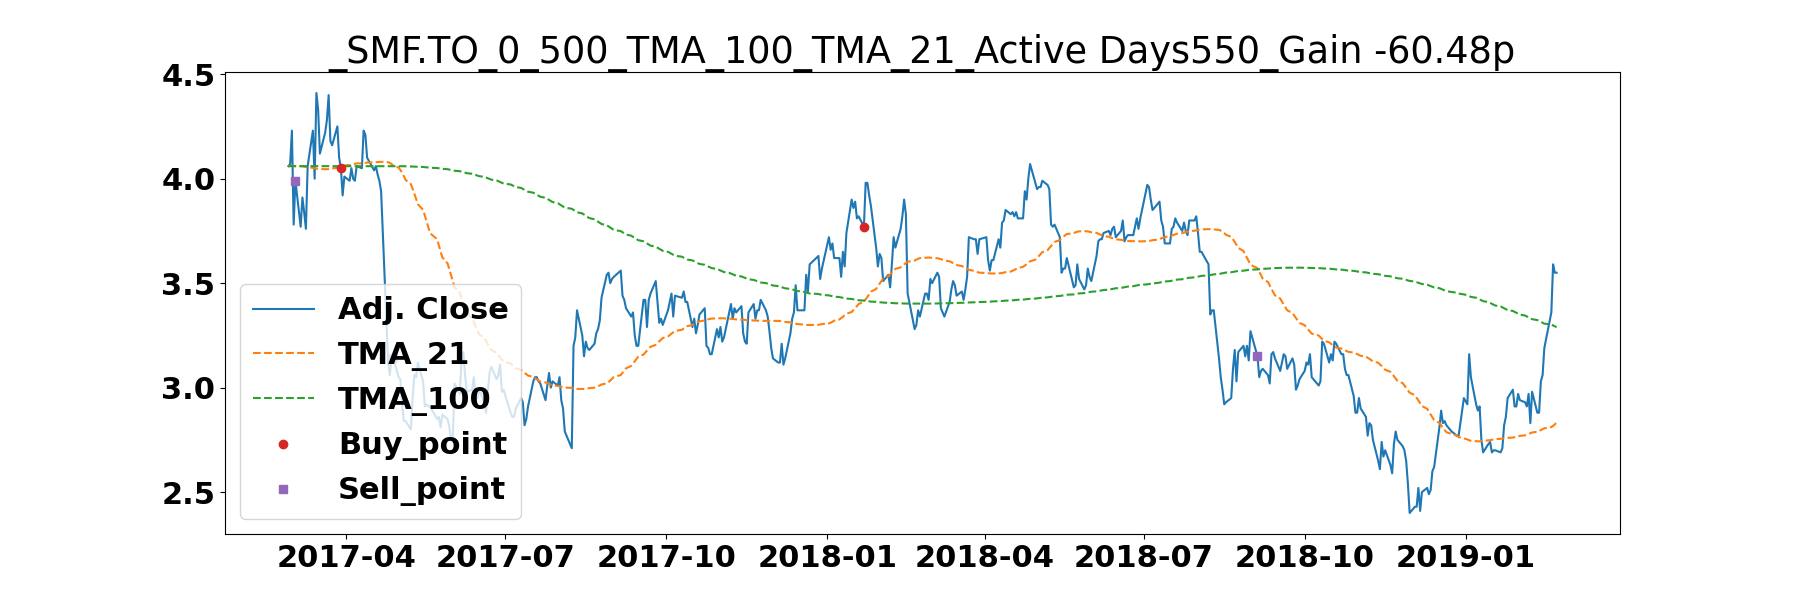 _SMF.TO_0_500_TMA_100_TMA_21_Active Days550_Gain -60.48p
4.5
4.0
3.5
3.0
2.5
Adj. Close
TMA_21
TMA_100
Buy_point
Sell_point
2017-04 2017-07 2017-10 2018-01 2018-04 2018-07 2018-10 2019-01